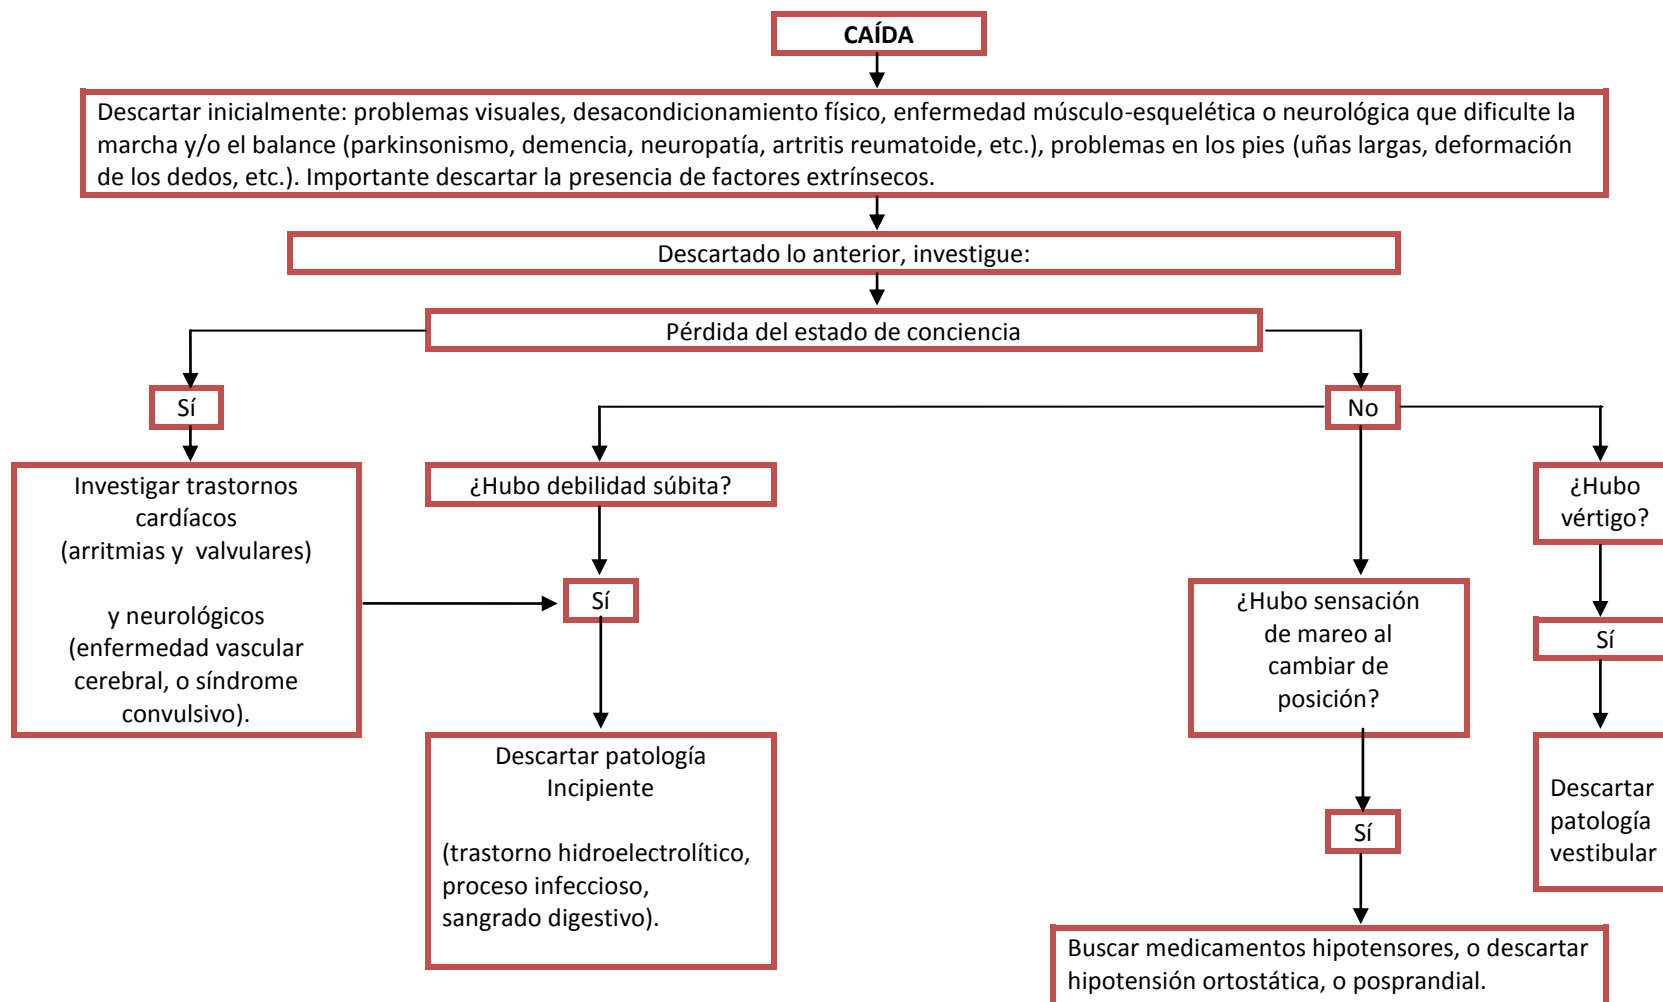 CAÍDA
Descartar inicialmente: problemas visuales, desacondicionamiento físico, enfermedad músculo-esquelética o neurológica que dificulte la
marcha y/o el balance (parkinsonismo, demencia, neuropatía, artritis reumatoide, etc.), problemas en los pies (uñas largas, deformación
de los dedos, etc.). Importante descartar la presencia de factores extrínsecos.
Descartado lo anterior, investigue:
Pérdida del estado de conciencia
Sí
Investigar trastornos
cardíacos
(arritmias y valvulares)
y neurológicos
(enfermedad vascular
cerebral, o síndrome
convulsivo).
No
¿Hubo debilidad súbita?
Sí
Descartar patología
Incipiente
(trastorno hidroelectrolítico,
proceso infeccioso,
sangrado digestivo).
¿Hubo sensación
de mareo al
cambiar de
posición?
Sí
Buscar medicamentos hipotensores, o descartar
hipotensión ortostática, o posprandial.
¿Hubo
vértigo?
Sí
Descartar
patología
vestibular